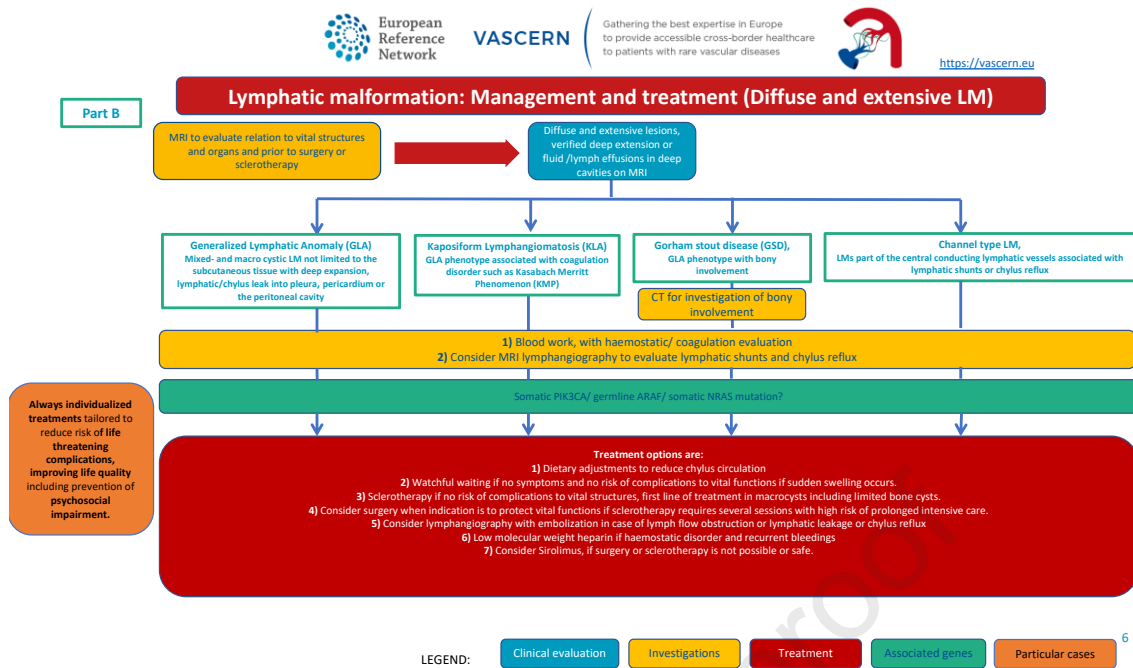 European
Reference
Network
VASCERN
Gathering the best expertise in Europe
to provide accessible cross-border healthcare
to patients with rare vascular diseases
https://vascern.eu
Lymphatic malformation: Management and treatment (Diffuse and extensive LM)
Part B
MRI to evaluate relation to vital structures
and organs and prior to surgery or
sclerotherapy
Diffuse and extensive lesions,
verified deep extension or
fluid /lymph effusions in deep
cavities on MRI
Generalized Lymphatic Anomaly (GLA)
Mixed- and macro cystic LM not limited to the
subcutaneous tissue with deep expansion,
lymphatic/chylus leak into pleura, pericardium or
the peritoneal cavity
Kaposiform Lymphangiomatosis (KLA)
GLA phenotype associated with coagulation
disorder such as Kasabach Merritt
Phenomenon (KMP)
Gorham stout disease (GSD),
GLA phenotype with bony
involvement
Channel type LM,
LMs part of the central conducting lymphatic vessels associated with
lymphatic shunts or chylus reflux
CT for investigation of bony
involvement
1) Blood work, with haemostatic/ coagulation evaluation
2) Consider MRI lymphangiography to evaluate lymphatic shunts and chylus reflux
Somatic PIK3CA/ germline ARAF/ somatic NRAS mutation?
Always individualized
treatments tailored to
reduce risk of life
threatening
complications,
improving life quality
including prevention of
psychosocial
impairment.
Treatment options are:
1) Dietary adjustments to reduce chylus circulation
2) Watchful waiting if no symptoms and no risk of complications to vital functions if sudden swelling occurs.
3) Sclerotherapy if no risk of complications to vital structures, first line of treatment in macrocysts including limited bone cysts.
4) Consider surgery when indication is to protect vital functions if sclerotherapy requires several sessions with high risk of prolonged intensive care.
5) Consider lymphangiography with embolization in case of lymph flow obstruction or lymphatic leakage or chylus reflux
6) Low molecular weight heparin if haemostatic disorder and recurrent bleedings
7) Consider Sirolimus, if surgery or sclerotherapy is not possible or safe.
6
LEGEND:
Clinical evaluation
Investigations
Treatment
Associated genes
Particular cases